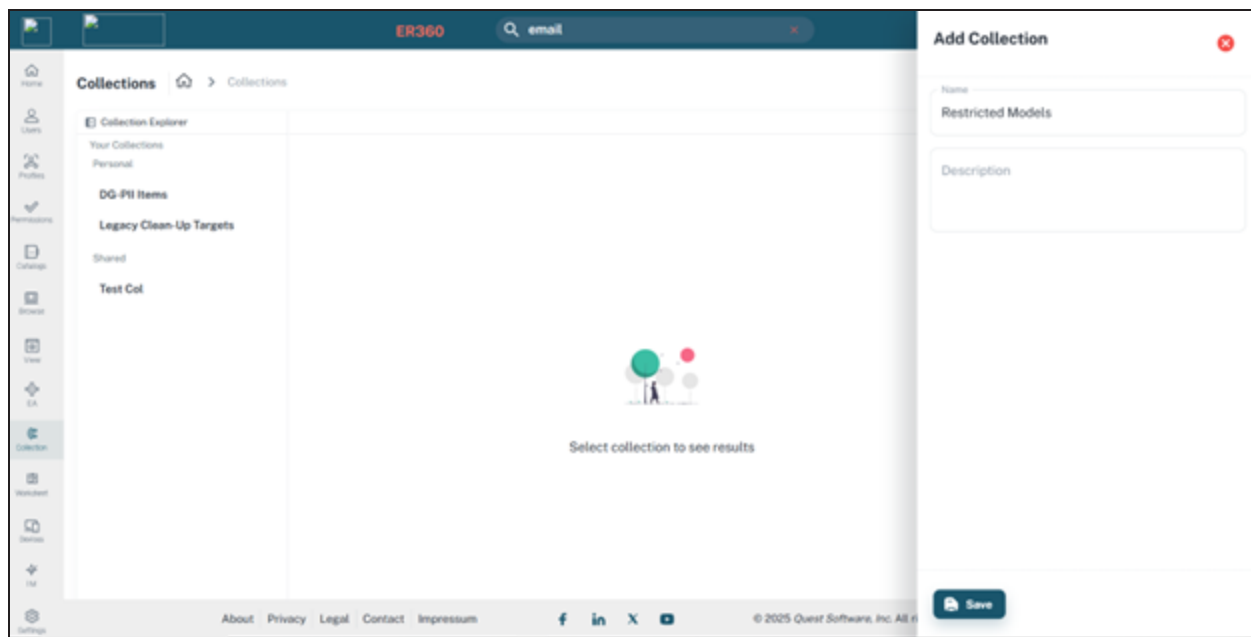 ER360
email
Add Collection
Name
Restricted Models
Description
Save
Home
Users
Profiles
Permissions
Catalogs
Browse
View
EA
Collection
Worksheet
Settings
Collections > Collections
Collection Explorer
Your Collections
Personal
DG-PII Items
Legacy Clean-Up Targets
Shared
Test Col
Select collection to see results
About Privacy Legal Contact Impressum
© 2025 Quest Software, Inc. All